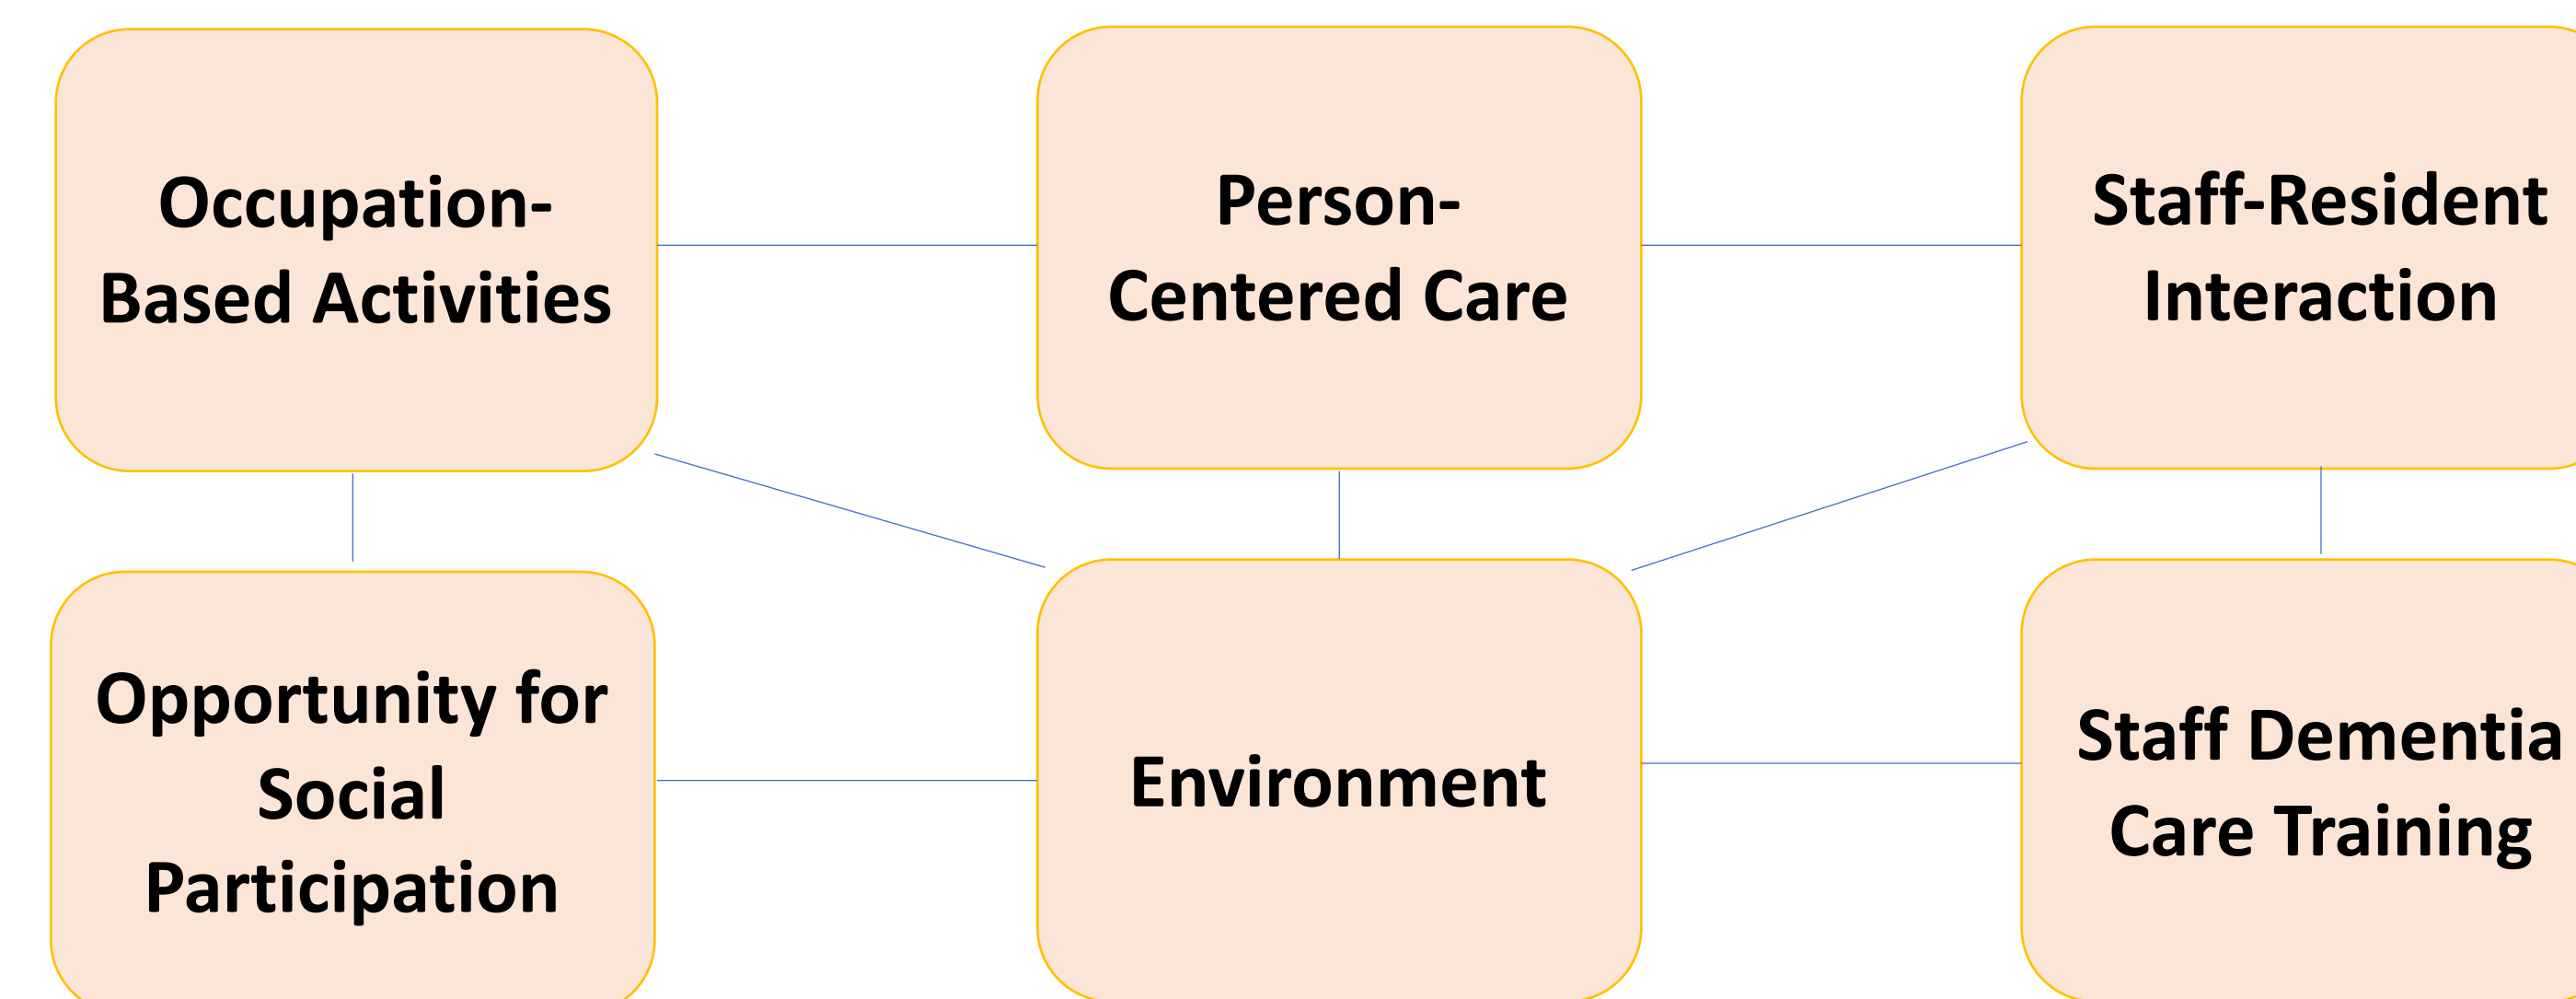 Occupation-
Based Activities
Person-
Centered Care
Staff-Resident
Interaction
Opportunity for
Social
Participation
Environment
Staff Dementia
Care Training